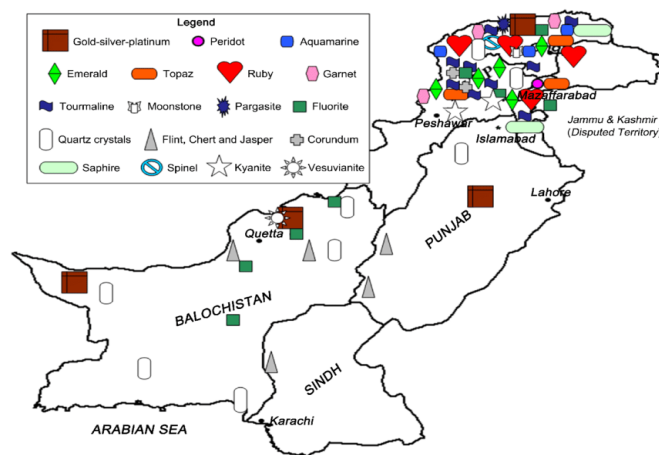 Legend
Gold-silver-platinum
Peridot
Aquamarine
Emerald
Topaz
Ruby
Garnet
Tourmaline
Moonstone
Pargasite
Fluorite
Quartz crystals
Flint, Chert and Jasper
Corundum
Saphire
Spinel
Kyanite
Vesuvianite
Mazaffarabad
Peshawar
Islamabad
Jammu & Kashmir
(Disputed Territory)
Lahore
PUNJAB
Quetta
BALOCHISTAN
SINDH
Karachi
ARABIAN SEA